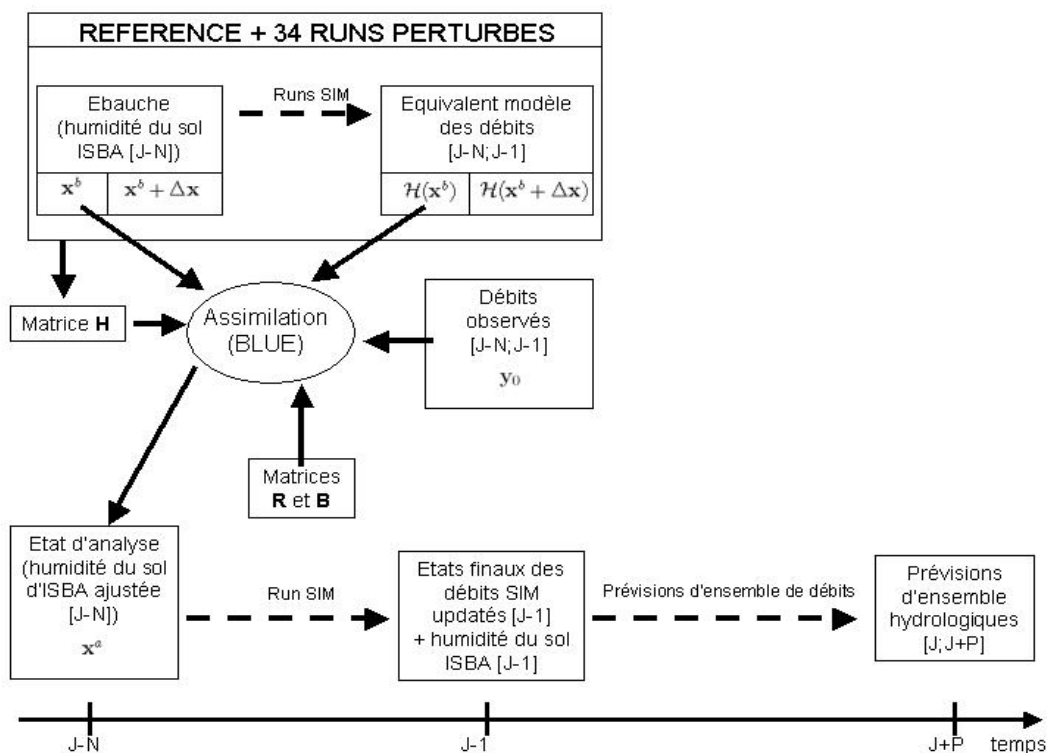 REFERENCE + 34 RUNS PERTURBES
Ebauche
(humidité du sol
ISBA [J-N])
x^b
x^b + Δx
Runs SIM
Equivalent modèle
des débits
[J-N;J-1]
H(x^b)
H(x^b + Δx)
Matrice H
Assimilation
(BLUE)
Débits
observés
[J-N;J-1]
y_0
Matrices
R et B
Etat d'analyse
(humidité du sol
d'ISBA ajustée
[J-N])
x^a
Run SIM
Etats finaux des
débits SIM
updatés [J-1]
+ humidité du sol
ISBA [J-1]
Prévisions d'ensemble de débits
Prévisions
d'ensemble
hydrologiques
[J;J+P]
J-N
J-1
J+P
temps